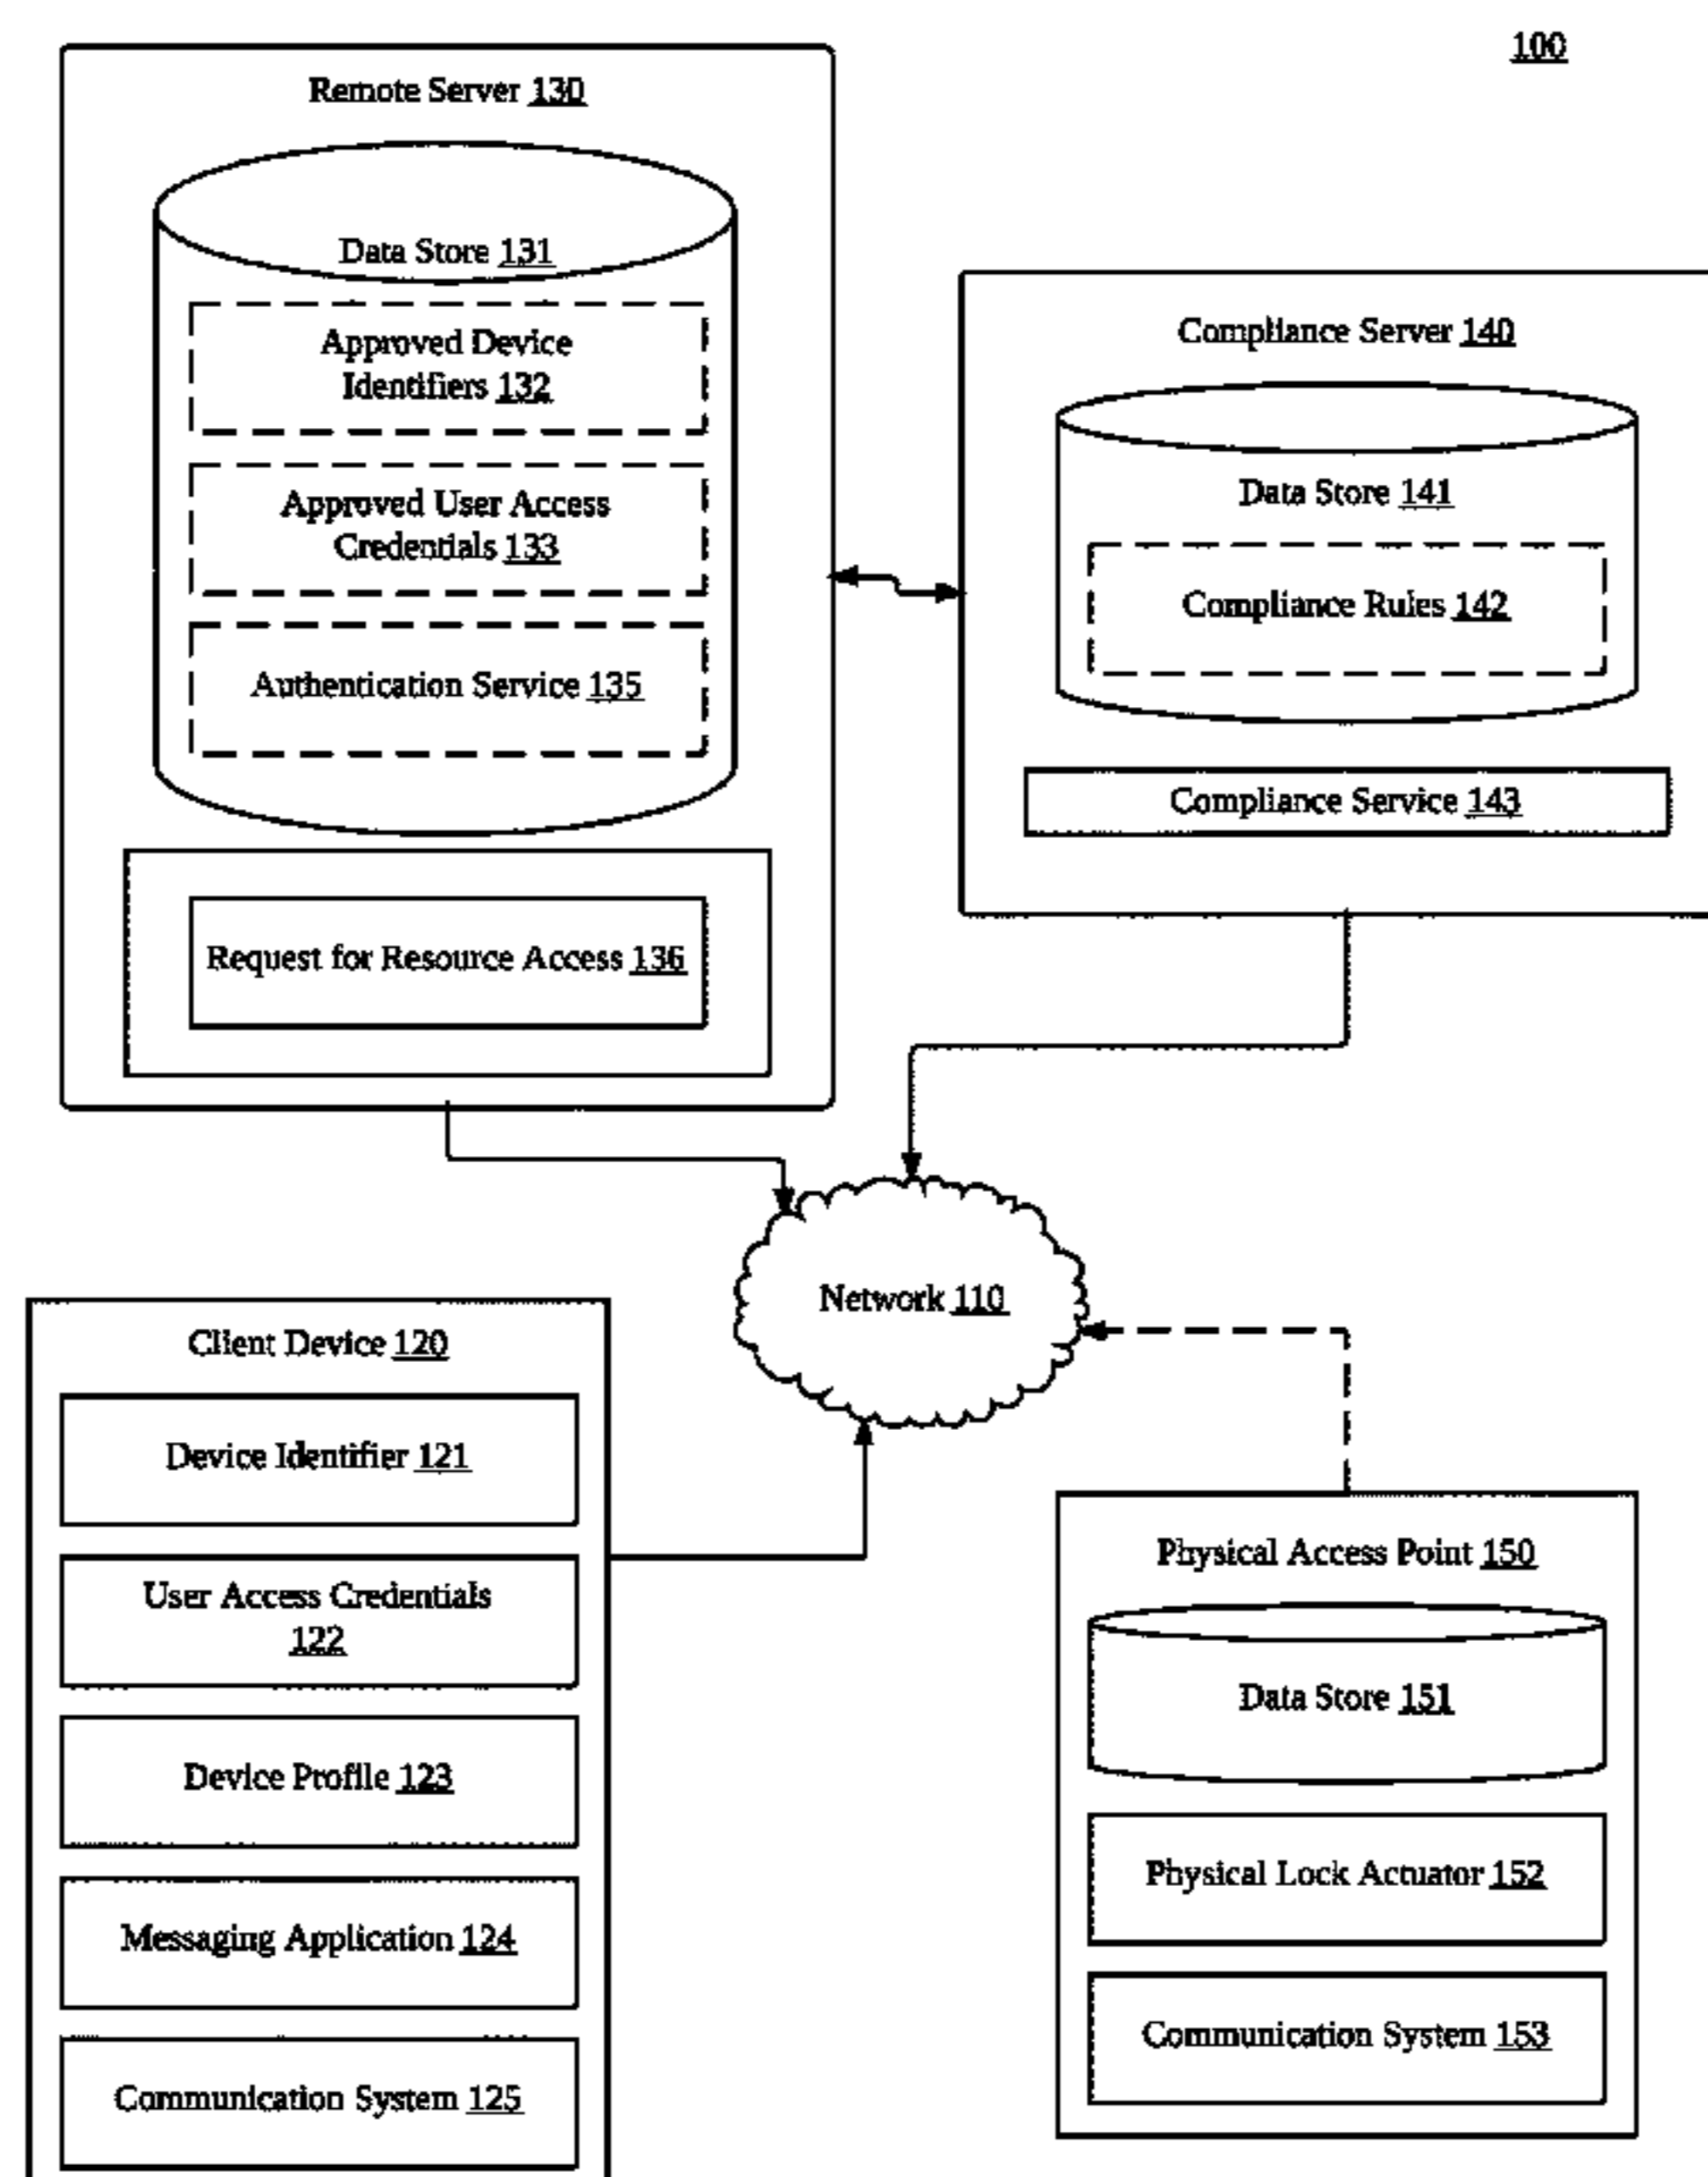 100
Remote Server 130
Data Store 131
Approved Device
Identifiers 132
Approved User Access
Credentials 133
Authentication Service 135
Request for Resource Access 136
Compliance Server 140
Data Store 141
Compliance Rules 142
Compliance Service 143
Network 110
Client Device 120
Device Identifier 121
User Access Credentials
122
Device Profile 123
Messaging Application 124
Communication System 125
Physical Access Point 150
Data Store 151
Physical Lock Actuator 152
Communication System 153